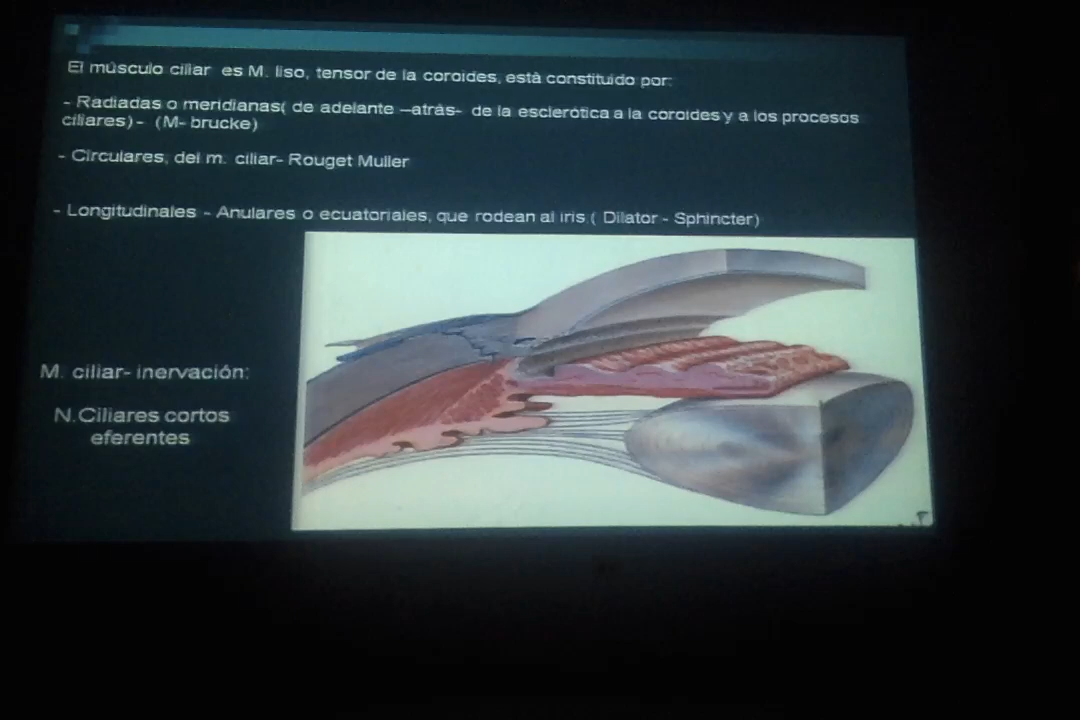 El músculo ciliar es M. liso, tensor de la coroides, està constituido por:
- Radiadas o meridianas( de adelante –atràs- de la esclerótica a la coroides y a los procesos
ciliares)- (M- brucke)
- Circulares, del m. ciliar- Rouget Muller
- Longitudinales - Anulares o ecuatoriales, que rodean al iris ( Dilator - Sphincter)
M. ciliar- inervación:
N.Ciliares cortos
eferentes